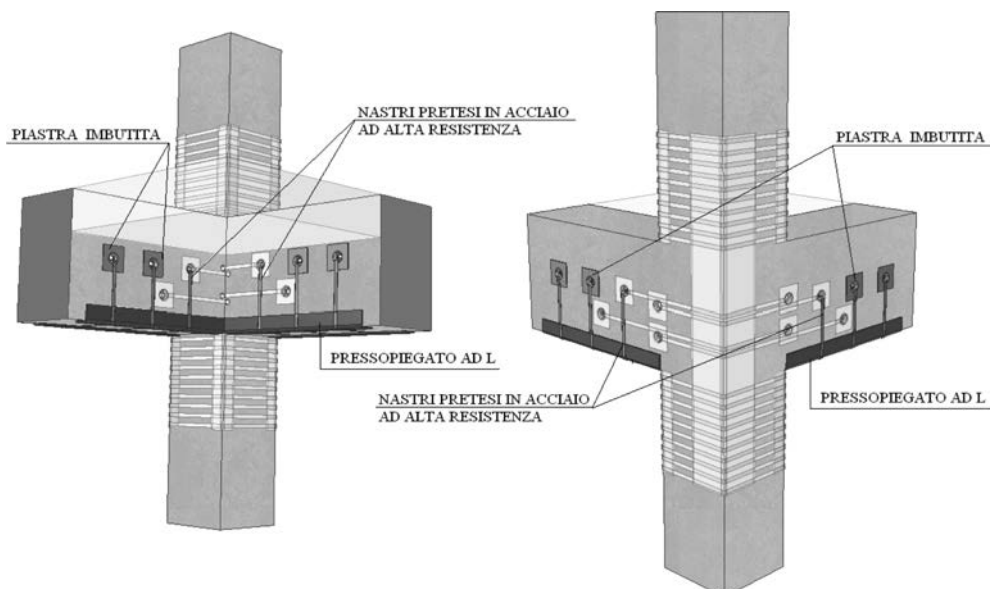 NASTRI PRETESI IN ACCIAIO
AD ALTA RESISTENZA
PIASTRA IMBUTITA
PRESSOPIEGATO AD L
PIASTRA IMBUTITA
NASTRI PRETESI IN ACCIAIO
AD ALTA RESISTENZA
PRESSOPIEGATO AD L